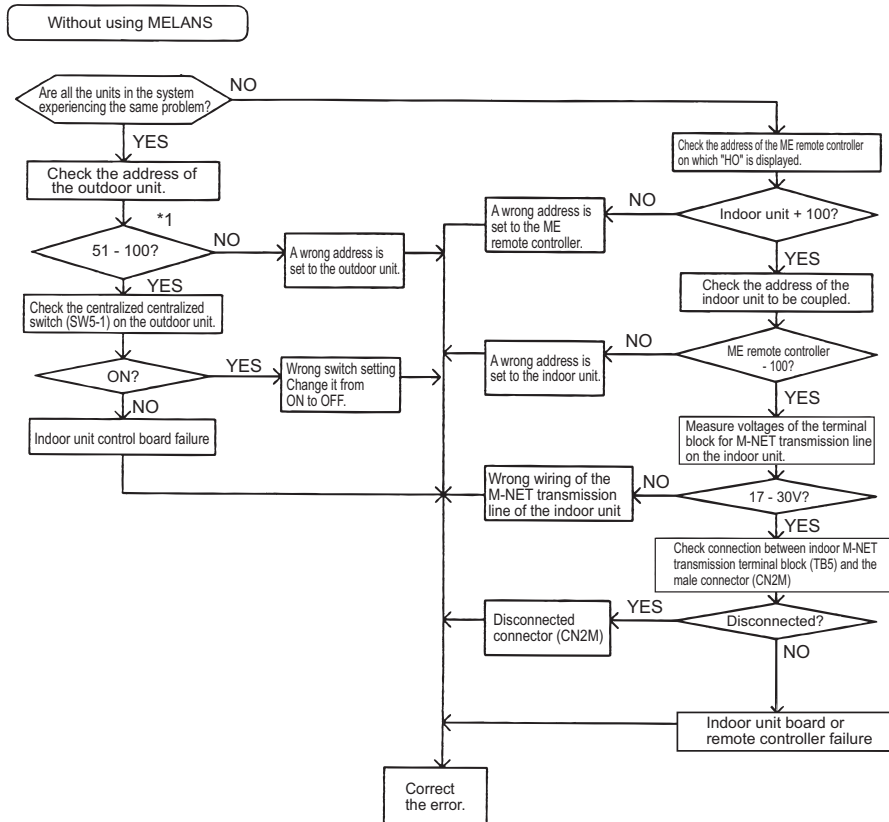 Without using MELANS
Are all the units in the system
experiencing the same problem?
NO
YES
Check the address of
the outdoor unit.
*1
51 - 100?
NO
A wrong address is
set to the outdoor unit.
YES
Check the centralized centralized
switch (SW5-1) on the outdoor unit.
ON?
YES
Wrong switch setting
Change it from
ON to OFF.
NO
Indoor unit control board failure
Check the address of the ME remote controller
on which "HO" is displayed.
Indoor unit + 100?
NO
A wrong address is
set to the ME
remote controller.
YES
Check the address of the
indoor unit to be coupled.
ME remote controller
- 100?
NO
A wrong address is
set to the indoor unit.
YES
Measure voltages of the terminal
block for M-NET transmission line
on the indoor unit.
17 - 30V?
NO
Wrong wiring of the
M-NET transmission
line of the indoor unit
YES
Check connection between indoor M-NET
transmission terminal block (TB5) and the
male connector (CN2M)
Disconnected?
YES
Disconnected
connector (CN2M)
NO
Indoor unit board or
remote controller failure
Correct
the error.